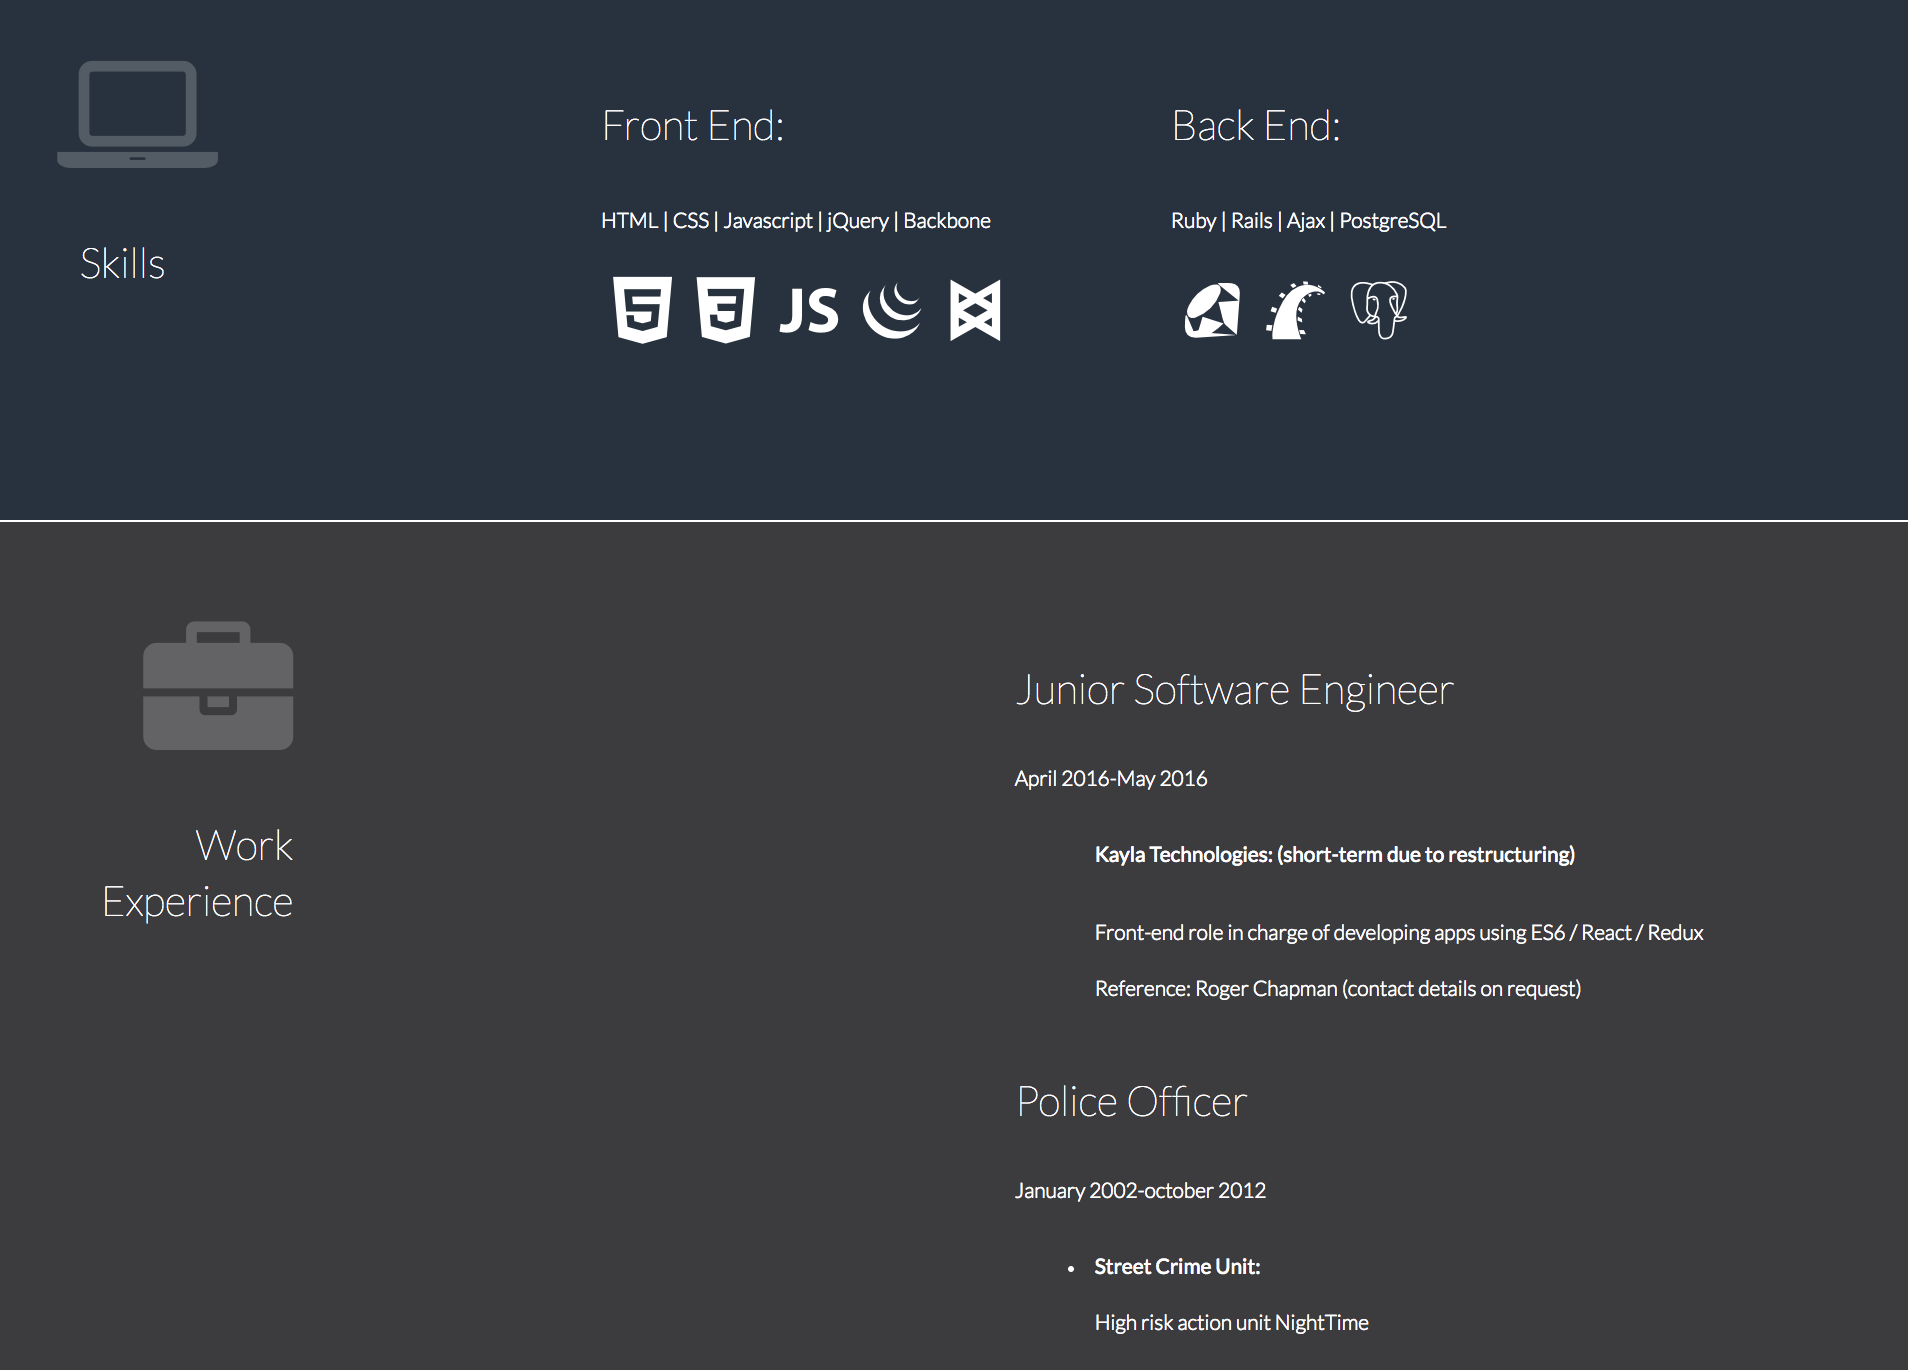 Skills
Front End:
HTML | CSS | Javascript | jQuery | Backbone
JS
Back End:
Ruby | Rails | Ajax | PostgreSQL
Work
Experience
Junior Software Engineer
April 2016-May 2016
Kayla Technologies: (short-term due to restructuring)
Front-end role in charge of developing apps using ES6 / React / Redux
Reference: Roger Chapman (contact details on request)
Police Officer
January 2002-october 2012
• Street Crime Unit:
High risk action unit NightTime